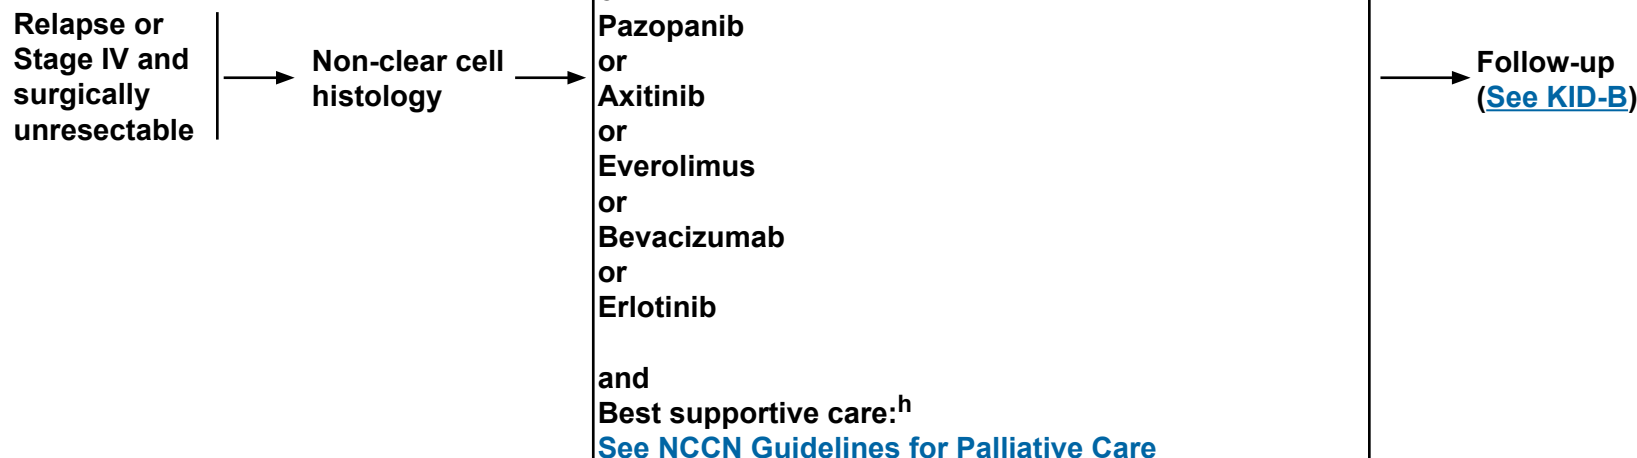 Relapse or
Stage IV and
surgically
unresectable
Non-clear cell
histology
Pazopanib
or
Axitinib
or
Everolimus
or
Bevacizumab
or
Erlotinib
and
Best supportive care:h
See NCCN Guidelines for Palliative Care
Follow-up
(See KID-B)